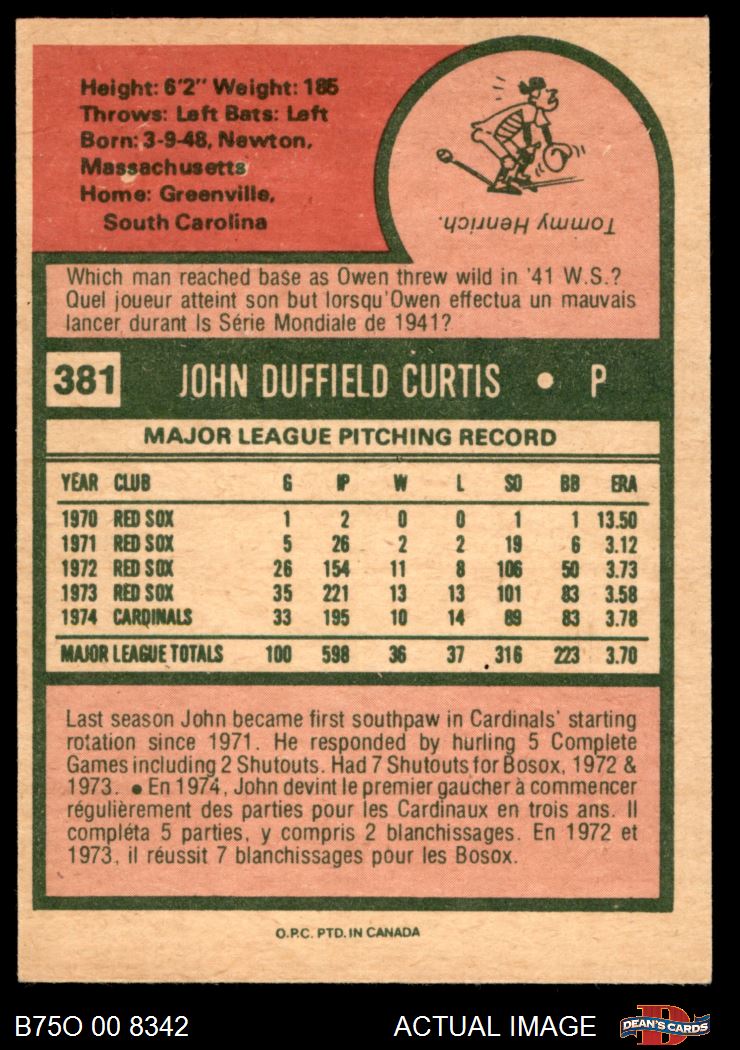 Height: 6'2" Weight: 185
Throws: Left Bats: Left
Born: 3-9-48, Newton,
Massachusetts
Home: Greenville,
South Carolina
Tommy Henrich.
Which man reached base as Owen threw wild in '41 W.S.?
Quel joueur atteint son but lorsqu'Owen effectua un mauvais
lancer durant ls Série Mondiale de 1941?
381 JOHN DUFFIELD CURTIS • P
MAJOR LEAGUE PITCHING RECORD
YEAR CLUB G IP W L SO BB ERA
1970 RED SOX 1 2 0 0 1 1 13.50
1971 RED SOX 5 26 2 2 19 6 3.12
1972 RED SOX 26 154 11 8 106 50 3.73
1973 RED SOX 35 221 13 13 101 83 3.58
1974 CARDINALS 33 195 10 14 89 83 3.78
MAJOR LEAGUE TOTALS 100 598 36 37 316 223 3.70
Last season John became first southpaw in Cardinals' starting
rotation since 1971. He responded by hurling 5 Complete
Games including 2 Shutouts. Had 7 Shutouts for Bosox, 1972 &
1973. • En 1974, John devint le premier gaucher à commencer
régulièrement des parties pour les Cardinaux en trois ans. Il
compléta 5 parties, y compris 2 blanchissages. En 1972 et
1973, il réussit 7 blanchissages pour les Bosox.
O.P.C. PTD. IN CANADA
B75O 00 8342 ACTUAL IMAGE
D
DEAN'S CARDS